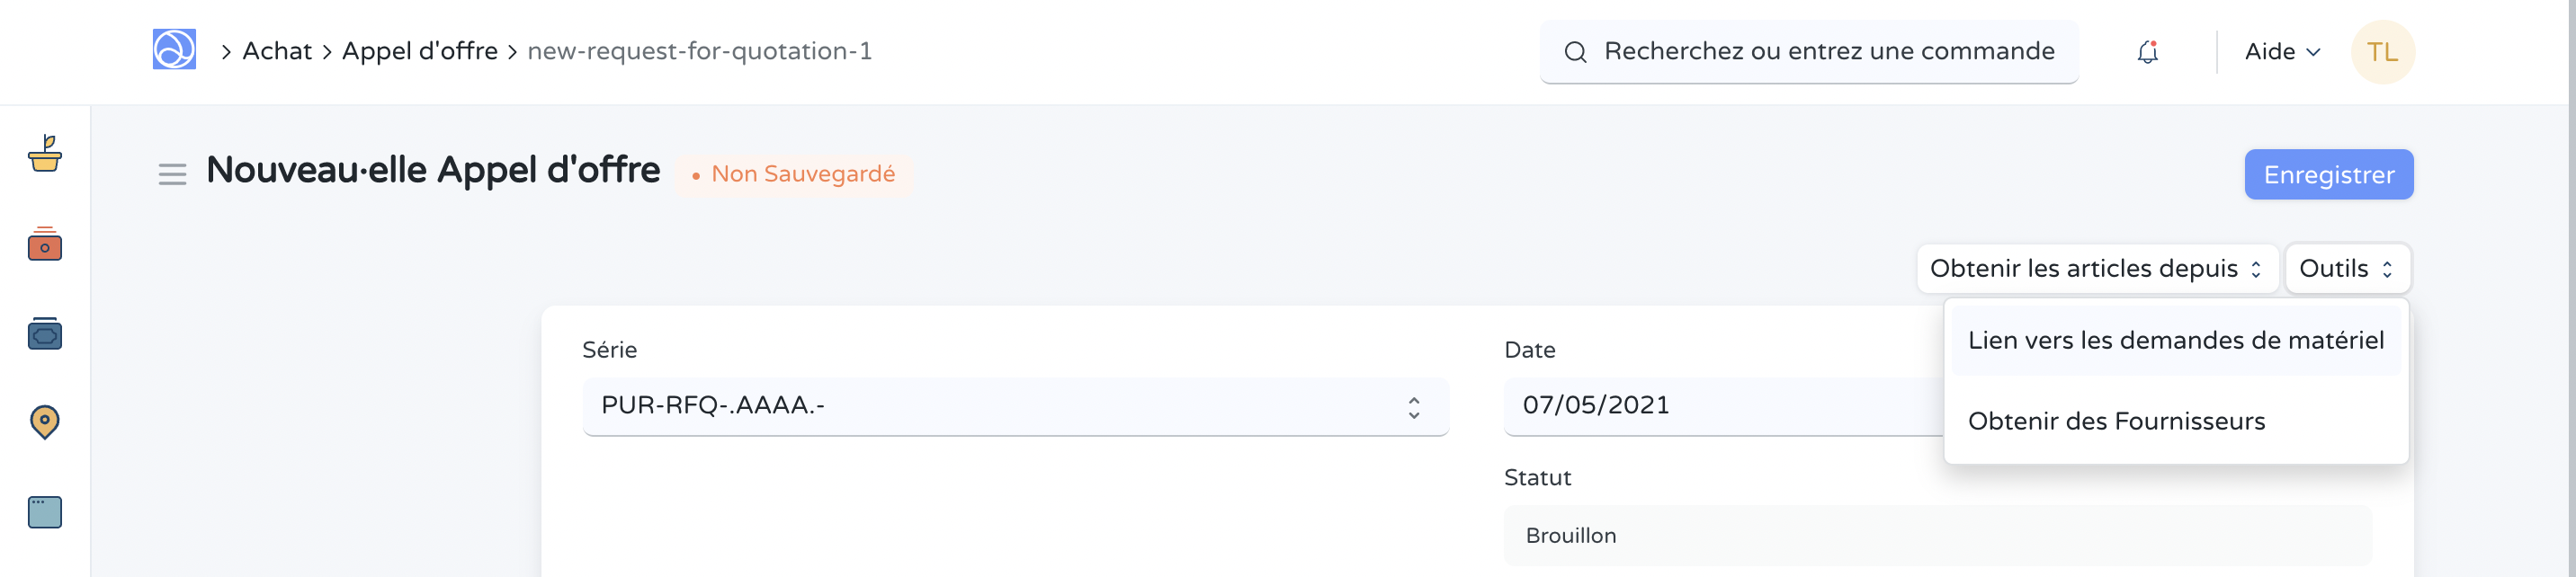 Achat > Appel d'offre > new-request-for-quotation-1
Recherchez ou entrez une commande
Aide
TL
Nouveau·elle Appel d'offre
• Non Sauvegardé
Enregistrer
Obtenir les articles depuis
Outils
Lien vers les demandes de matériel
Obtenir des Fournisseurs
Série
PUR-RFQ-.AAAA.-
Date
07/05/2021
Statut
Brouillon